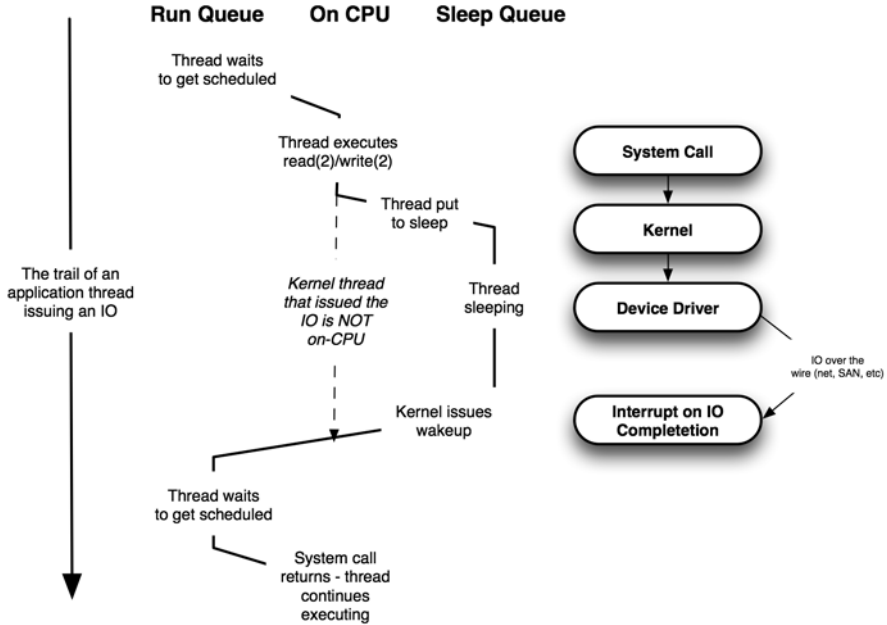 Run Queue
On CPU
Sleep Queue
Thread waits
to get scheduled
Thread executes
read(2)/write(2)
Thread put
to sleep
The trail of an
application thread
issuing an IO
Kernel thread
that issued the
IO is NOT
on-CPU
Thread
sleeping
Kernel issues
wakeup
Thread waits
to get scheduled
System call
returns - thread
continues
executing
System Call
Kernel
Device Driver
IO over the
wire (net, SAN, etc)
Interrupt on IO
Completetion